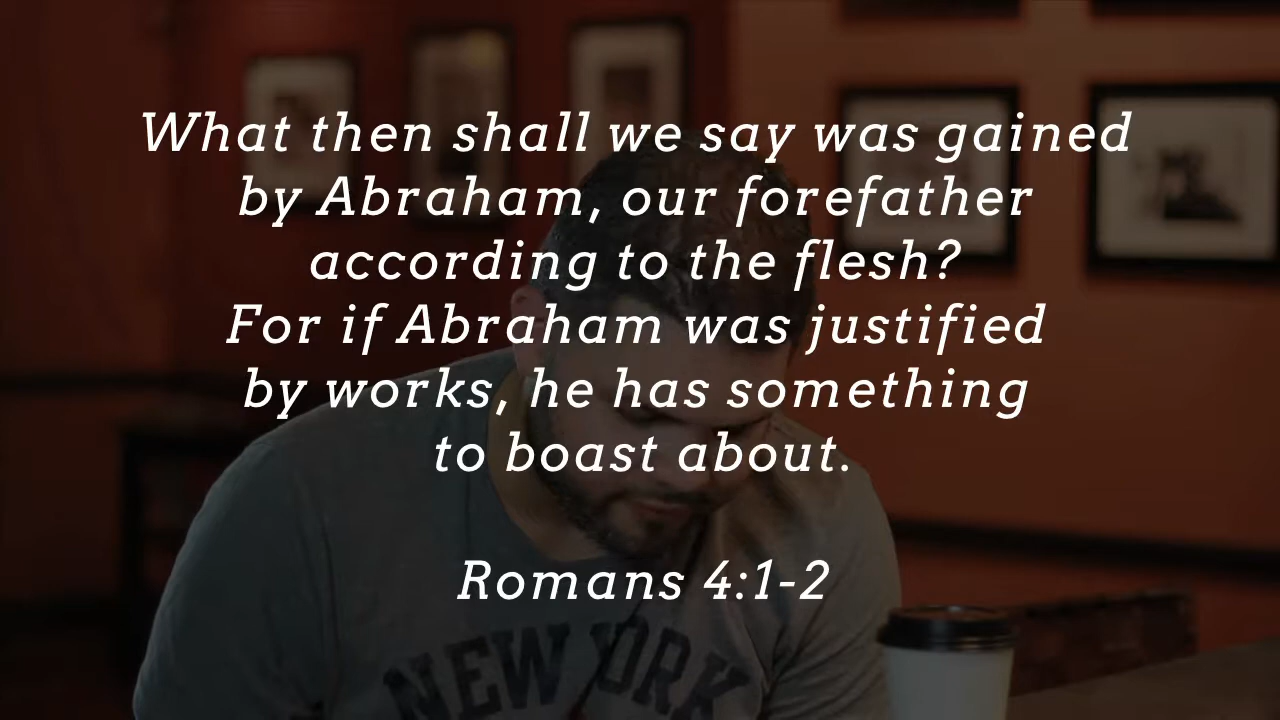 What then shall we say was gained
by Abraham, our forefather
according to the flesh?
For if Abraham was justified
by works, he has something
to boast about.
Romans 4:1-2
NEW YORK